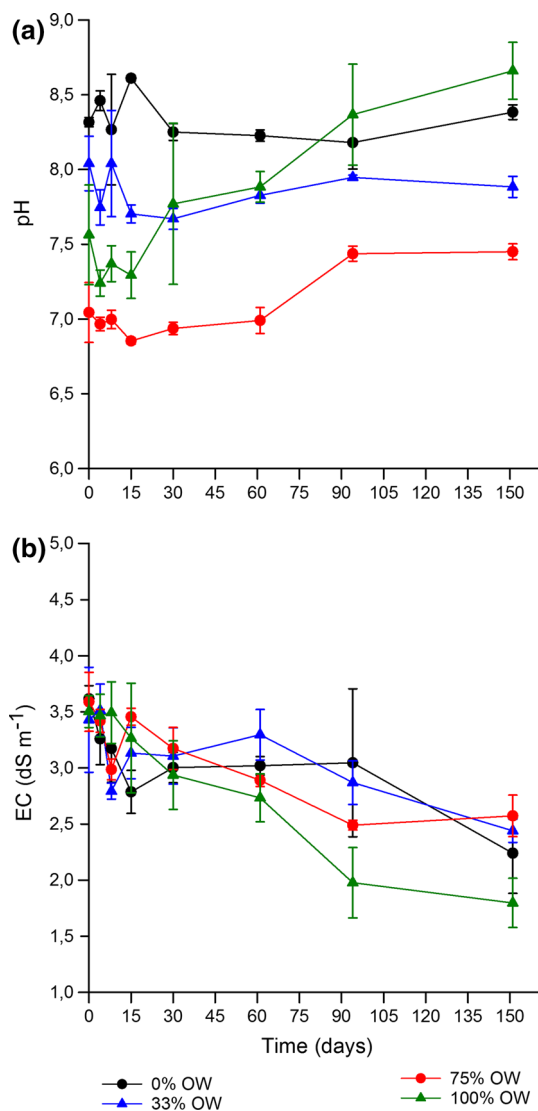 (a)
9,0
8,5
8,0
7,5
7,0
6,5
6,0
pH
0 15 30 45 60 75 90 105 120 135 150
(b)
5,0
4,5
4,0
3,5
3,0
2,5
2,0
1,5
1,0
EC (dS m⁻¹)
0 15 30 45 60 75 90 105 120 135 150
Time (days)
0% OW 75% OW
33% OW 100% OW